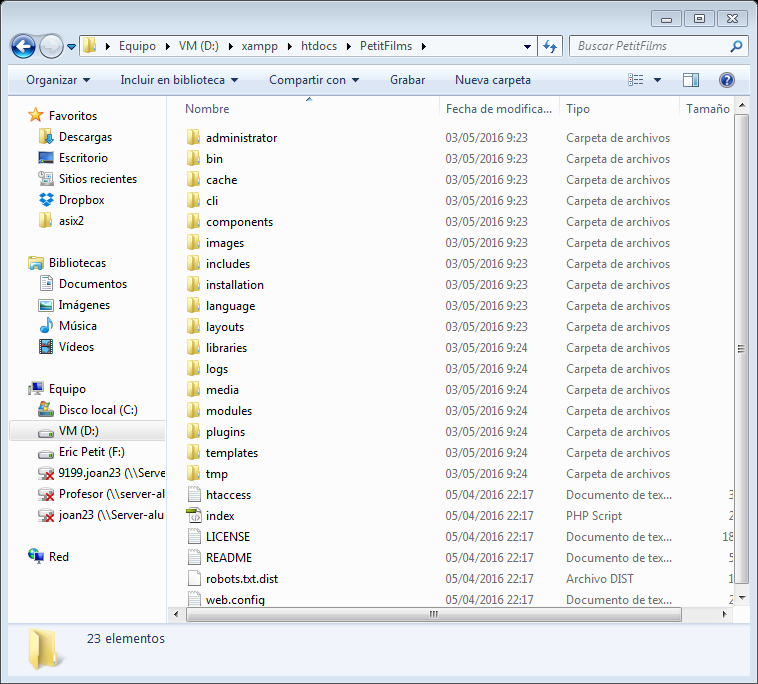 Equipo VM (D:) xampp htdocs PetitFilms Buscar PetitFilms
Organizar Incluir en biblioteca Compartir con Grabar Nueva carpeta
Favoritos
Descargas
Escritorio
Sitios recientes
Dropbox
asix2
Bibliotecas
Documentos
Imágenes
Música
Vídeos
Equipo
Disco local (C:)
VM (D:)
Eric Petit (F:)
9199.joan23 (\\Serve
Profesor (\\server-al
joan23 (\\Server-alu
Red
Nombre Fecha de modifica... Tipo Tamaño
administrator 03/05/2016 9:23 Carpeta de archivos
bin 03/05/2016 9:23 Carpeta de archivos
cache 03/05/2016 9:23 Carpeta de archivos
cli 03/05/2016 9:23 Carpeta de archivos
components 03/05/2016 9:23 Carpeta de archivos
images 03/05/2016 9:23 Carpeta de archivos
includes 03/05/2016 9:23 Carpeta de archivos
installation 03/05/2016 9:23 Carpeta de archivos
language 03/05/2016 9:23 Carpeta de archivos
layouts 03/05/2016 9:23 Carpeta de archivos
libraries 03/05/2016 9:24 Carpeta de archivos
logs 03/05/2016 9:24 Carpeta de archivos
media 03/05/2016 9:24 Carpeta de archivos
modules 03/05/2016 9:24 Carpeta de archivos
plugins 03/05/2016 9:24 Carpeta de archivos
templates 03/05/2016 9:24 Carpeta de archivos
tmp 03/05/2016 9:24 Carpeta de archivos
htaccess 05/04/2016 22:17 Documento de tex... 3
index 05/04/2016 22:17 PHP Script 2
LICENSE 05/04/2016 22:17 Documento de tex... 18
README 05/04/2016 22:17 Documento de tex... 5
robots.txt.dist 05/04/2016 22:17 Archivo DIST 1
web.config 05/04/2016 22:17 Documento de tex... 2
23 elementos